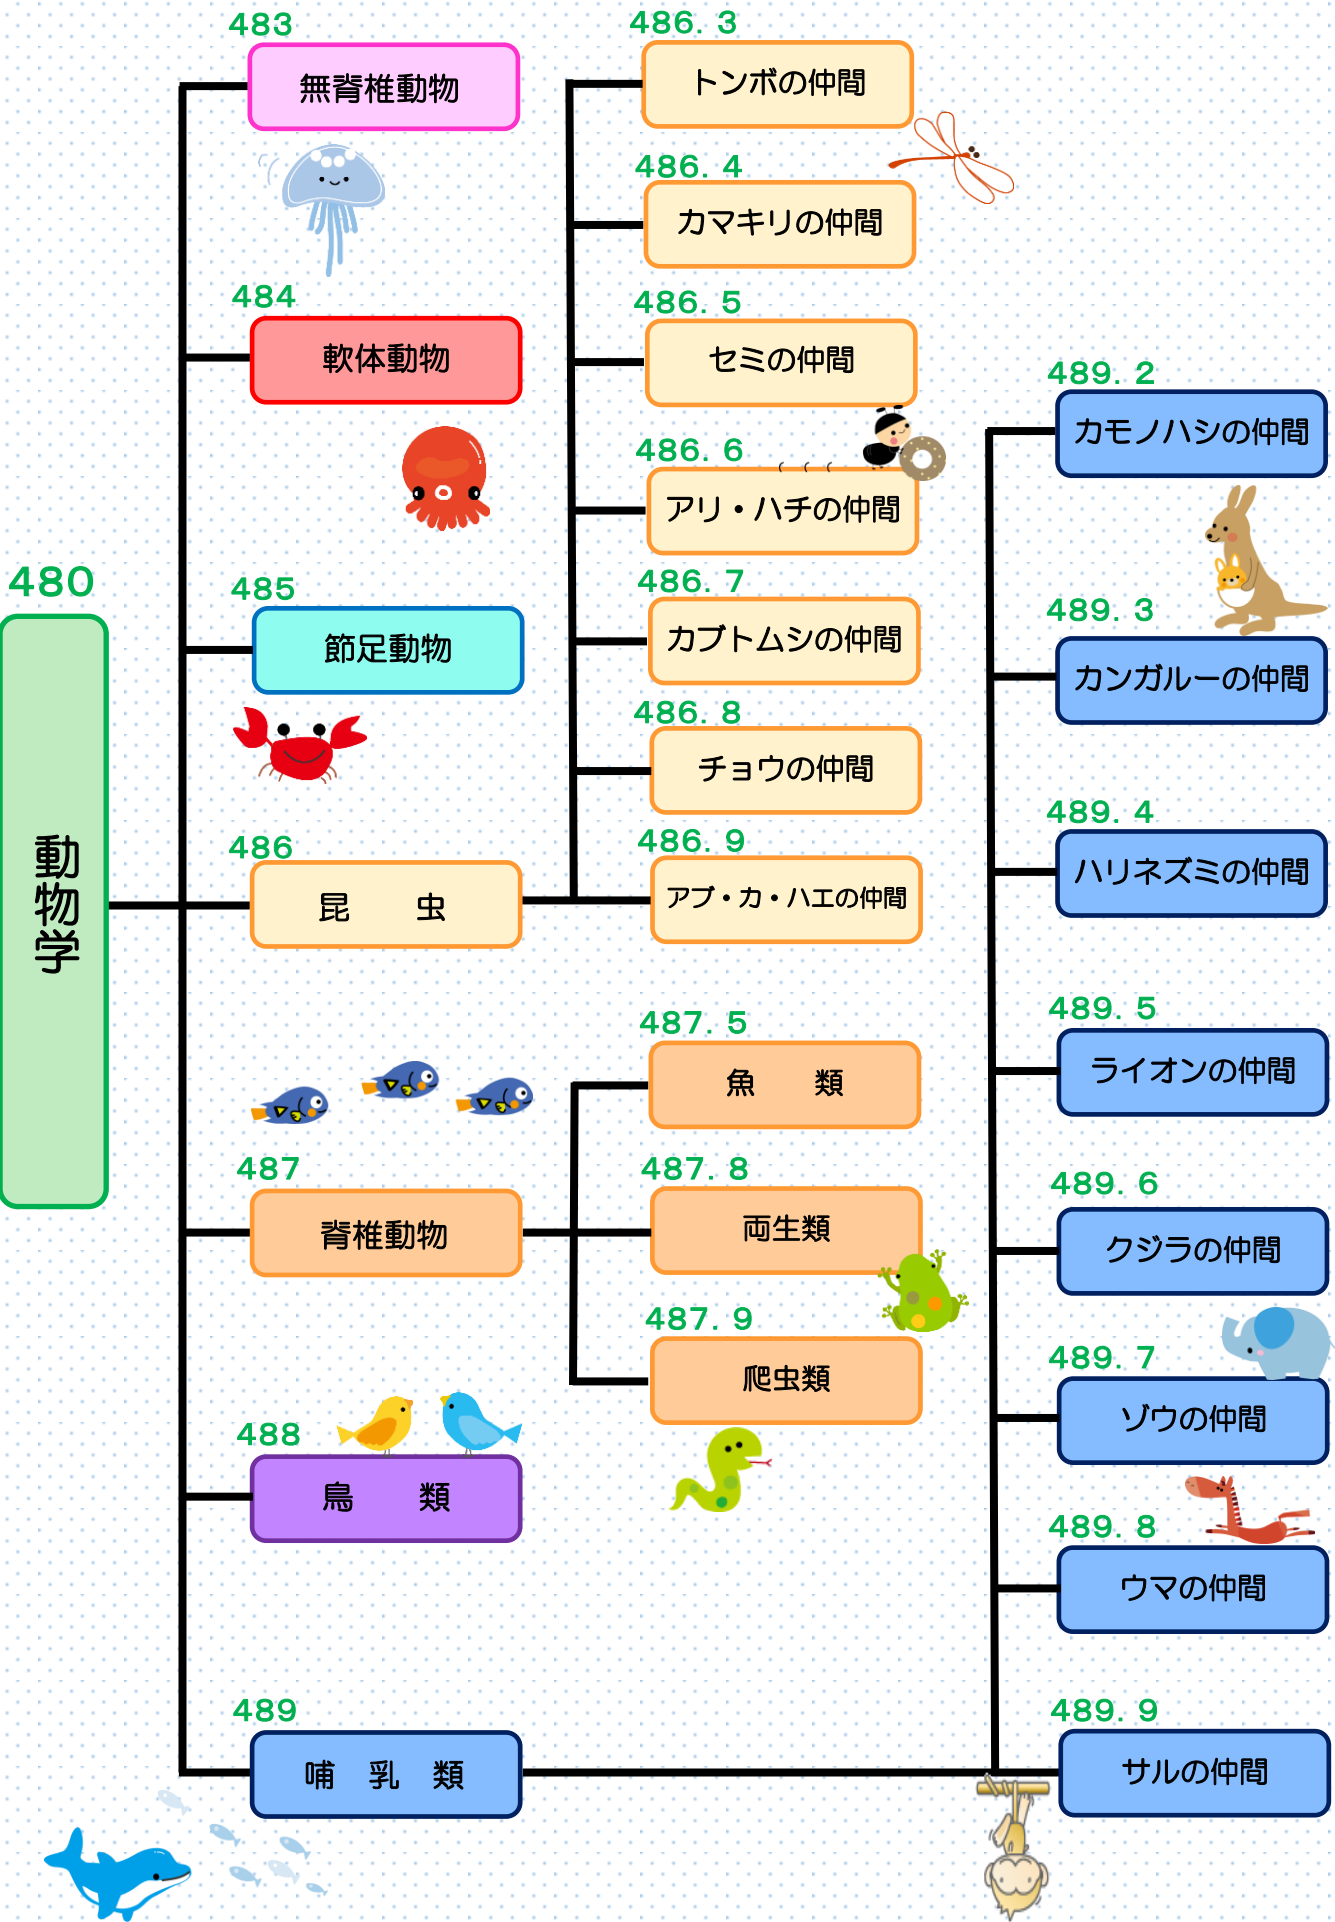 480
動物学
483
無脊椎動物
484
軟体動物
485
節足動物
486
昆　虫
486．3
トンボの仲間
486．4
カマキリの仲間
486．5
セミの仲間
486．6
アリ・ハチの仲間
486．7
カブトムシの仲間
486．8
チョウの仲間
486．9
アブ・カ・ハエの仲間
487
脊椎動物
487．5
魚　類
487．8
両生類
487．9
爬虫類
488
鳥　類
489
哺　乳　類
489．2
カモノハシの仲間
489．3
カンガルーの仲間
489．4
ハリネズミの仲間
489．5
ライオンの仲間
489．6
クジラの仲間
489．7
ゾウの仲間
489．8
ウマの仲間
489．9
サルの仲間